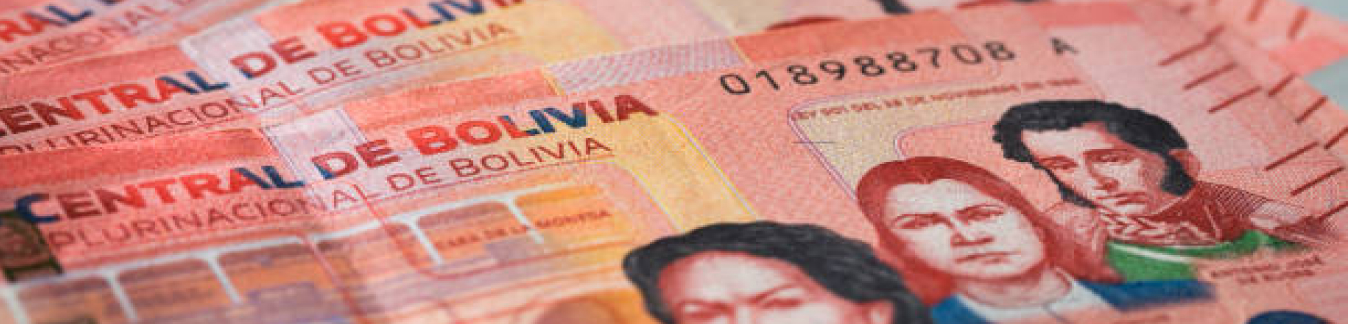 RAL DE BOLIV
NACIONAL DE BOLIVIA
CENTRAL DE BOLIVIA
PLURINACIONAL DE BOLIVIA
018988708 A
CENTRAL DE BOLIVIA
PLURINACIONAL DE BOLIVIA
CASA DE LA MONEDA